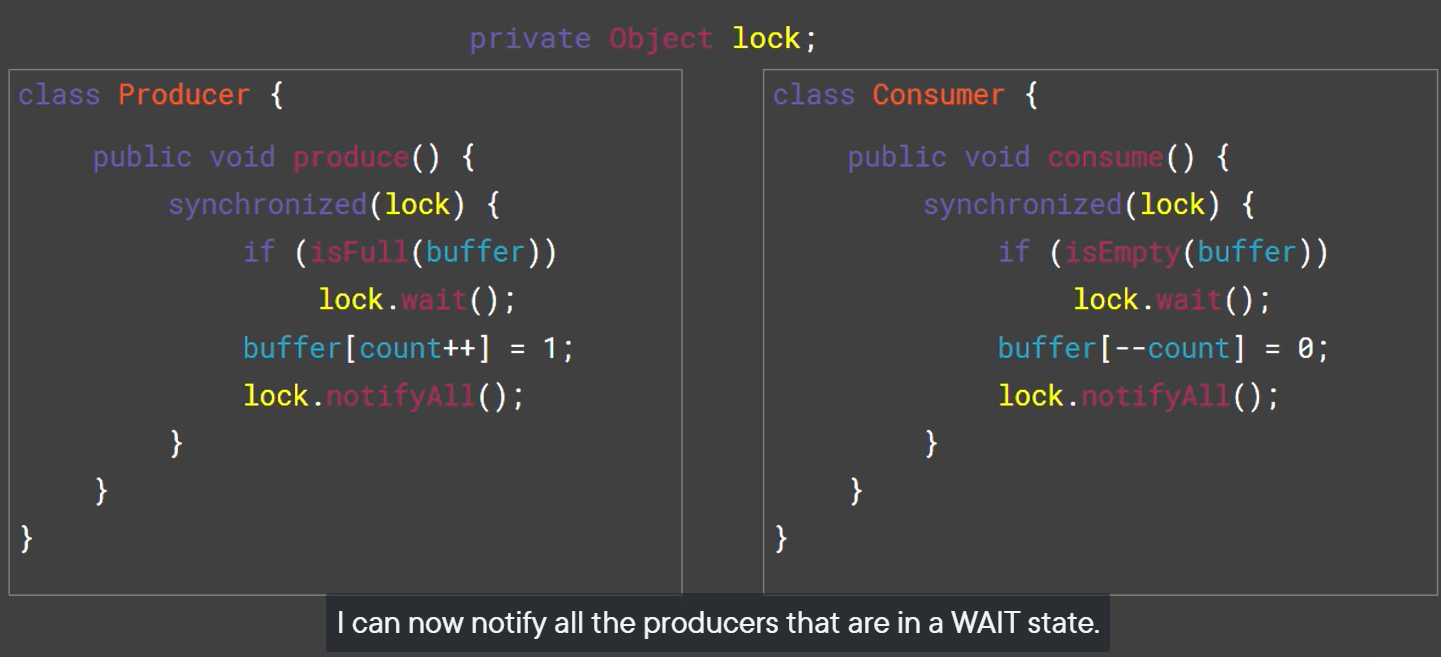 private Object lock;
class Producer {
public void produce() {
synchronized(lock) {
if (isFull(buffer))
lock.wait();
buffer[count++] = 1;
lock.notifyAll();
}
}
}
class Consumer {
public void consume() {
synchronized(lock) {
if (isEmpty(buffer))
lock.wait();
buffer[--count] = 0;
lock.notifyAll();
}
}
}
I can now notify all the producers that are in a WAIT state.